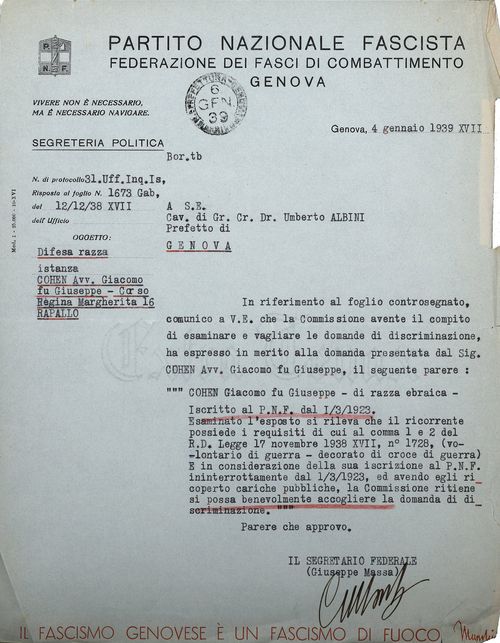 P. N. F.
PARTITO NAZIONALE FASCISTA
FEDERAZIONE DEI FASCI DI COMBATTIMENTO
GENOVA
VIVERE NON È NECESSARIO,
MA È NECESSARIO NAVIGARE.
6
GEN
39
Genova, 4 gennaio 1939 XVII
SEGRETERIA POLITICA
Bor.tb
N. di protocollo 31.Uff.Inq.Is,
Risposta al foglio N. 1673 Gab,
del 12/12/38 XVII
dell'Ufficio
OGGETTO:
Difesa razza
istanza
COHEN Avv. Giacomo
fu Giuseppe - Corso
Regina Margherita 16
RAPALLO
A S.E.
Cav. di Gr. Cr. Dr. Umberto ALBINI
Prefetto di
GENOVA
In riferimento al foglio controsegnato,
comunico a V.E. che la Commissione avente il compito
di esaminare e vagliare le domande di discriminazione,
ha espresso in merito alla domanda presentata dal Sig.
COHEN Avv. Giacomo fu Giuseppe, il seguente parere :
""" COHEN Giacomo fu Giuseppe - di razza ebraica -
Iscritto al P.N.F. dal 1/3/1923.
Esaminato l'esposto si rileva che il ricorrente
possiede i requisiti di cui al comma 1 e 2 del
R.D. Legge 17 novembre 1938 XVII, n° 1728, (vo-
lontario di guerra - decorato di croce di guerra)
E in considerazione della sua iscrizione al P.N.F.
ininterrottamente dal 1/3/1923, ed avendo egli ri-
coperto cariche pubbliche, la Commissione ritiene
si possa benevolmente accogliere la domanda di di-
scriminazione. """
Parere che approvo.
IL SEGRETARIO FEDERALE
(Giuseppe Massa)
IL FASCISMO GENOVESE È UN FASCISMO DI FUOCO.